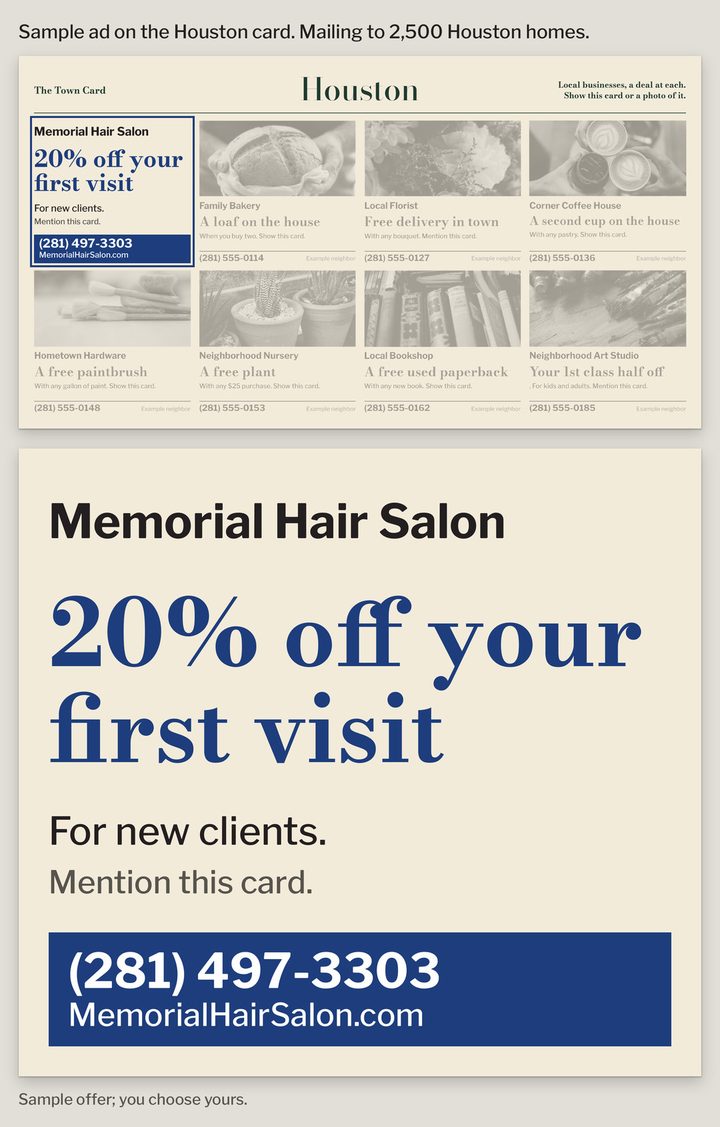 Sample ad on the Houston card. Mailing to 2,500 Houston homes.
The Town Card
Houston
Local businesses, a deal at each.
Show this card or a photo of it.
Memorial Hair Salon
20% off your
first visit
For new clients.
Mention this card.
(281) 497-3303
MemorialHairSalon.com
Family Bakery
A loaf on the house
When you buy two. Show this card.
(281) 555-0114
Example neighbor
Local Florist
Free delivery in town
With any bouquet. Mention this card.
(281) 555-0127
Example neighbor
Corner Coffee House
A second cup on the house
With any pastry. Show this card.
(281) 555-0136
Example neighbor
Hometown Hardware
A free paintbrush
With any gallon of paint. Show this card.
(281) 555-0148
Example neighbor
Neighborhood Nursery
A free plant
With any $25 purchase. Show this card.
(281) 555-0153
Example neighbor
Local Bookshop
A free used paperback
With any new book. Show this card.
(281) 555-0162
Example neighbor
Neighborhood Art Studio
Your 1st class half off
For kids and adults. Mention this card.
(281) 555-0185
Example neighbor
Memorial Hair Salon
20% off your
first visit
For new clients.
Mention this card.
(281) 497-3303
MemorialHairSalon.com
Sample offer; you choose yours.